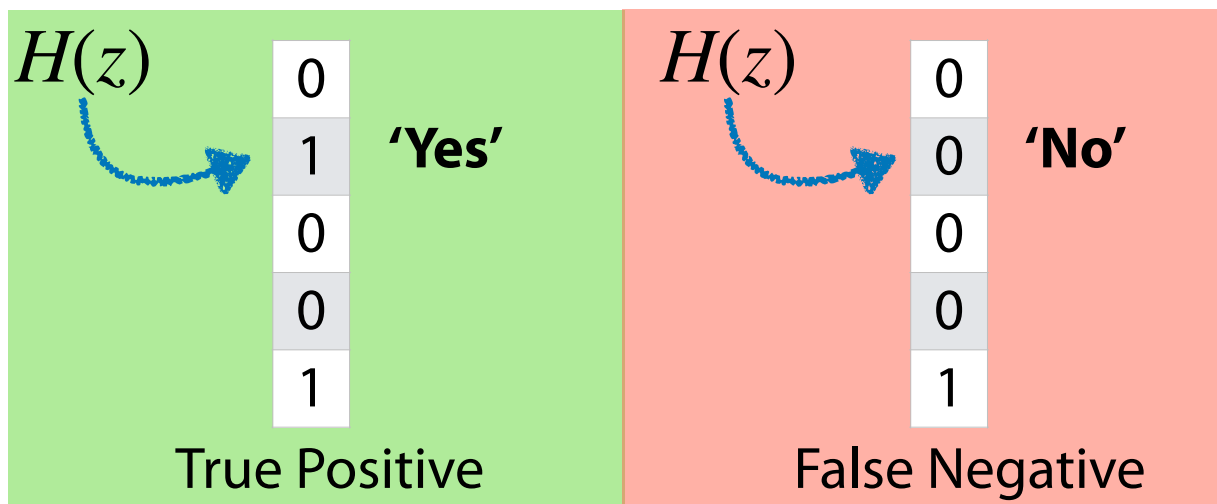 H(z)
0
1
0
0
1
‘Yes’
True Positive
H(z)
0
0
0
0
1
‘No’
False Negative